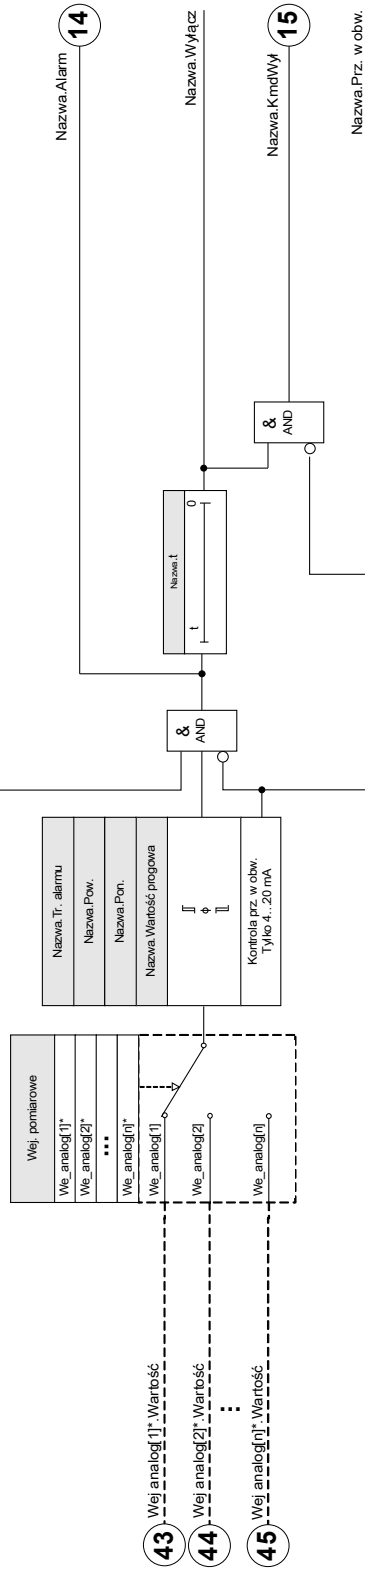 43
Wej analog[1]*.Wartość
44
Wej analog[2]*.Wartość
...
45
Wej analog[n]*.Wartość
Wej. pomiarowe
We_analog[1]*
We_analog[2]*
...
We_analog[n]*
We_analog[1]
We_analog[2]
We_analog[n]
Nazwa.Tr. alarmu
Nazwa.Pow.
Nazwa.Pon.
Nazwa.Wartość progowa
φ
Kontrola prz. w obw.
Tylko 4...20 mA
&
AND
Nazwa.t
t 0
&
AND
Nazwa.Alarm
14
Nazwa.Wyłącz
Nazwa.KmdWył
15
Nazwa.Prz. w obw.